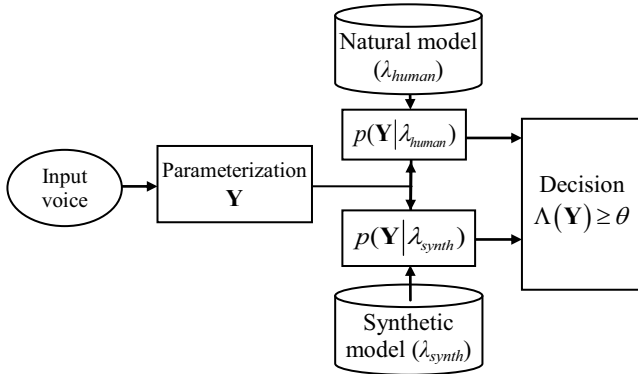 Natural model
(λhuman)
p(Y|λhuman)
Input
voice
Parameterization
Y
Decision
Λ(Y) ≥ θ
p(Y|λsynth)
Synthetic
model (λsynth)